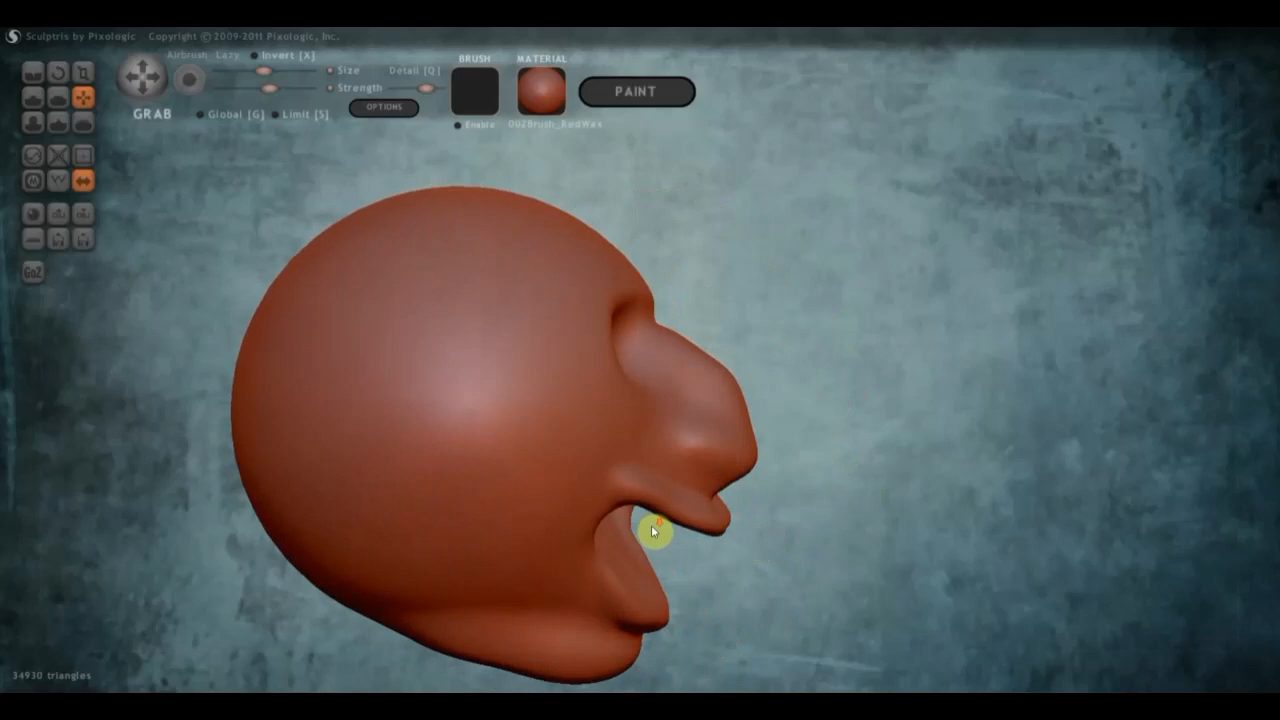 Sculptris by Pixologic Copyright © 2009-2011 Pixologic, Inc.
Airbrush Lazy Invert [X]
Size Detail [Q]
Strength
GRAB Global [G] Limit [S] OPTIONS
BRUSH
Enable
MATERIAL
00ZBrush_RedWax
PAINT
GoZ
34930 triangles